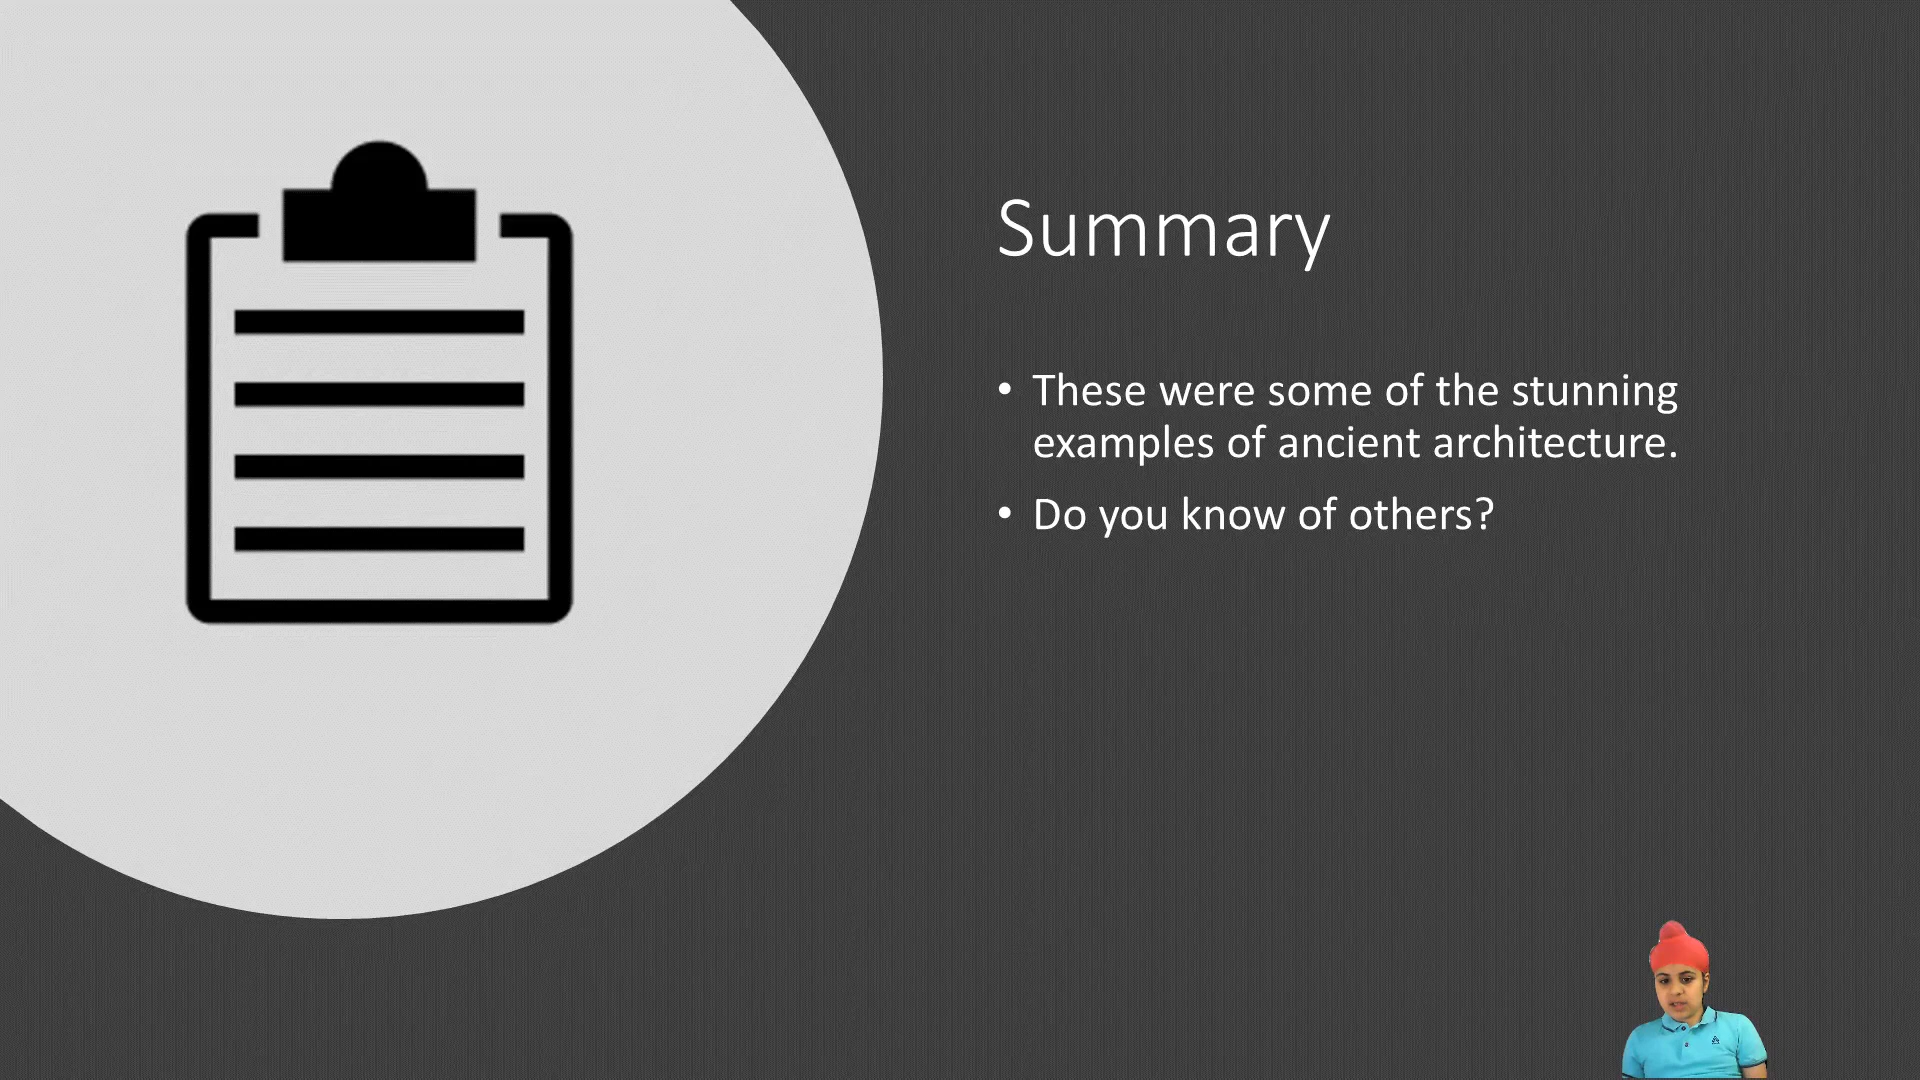 Summary
• These were some of the stunning
examples of ancient architecture.
• Do you know of others?